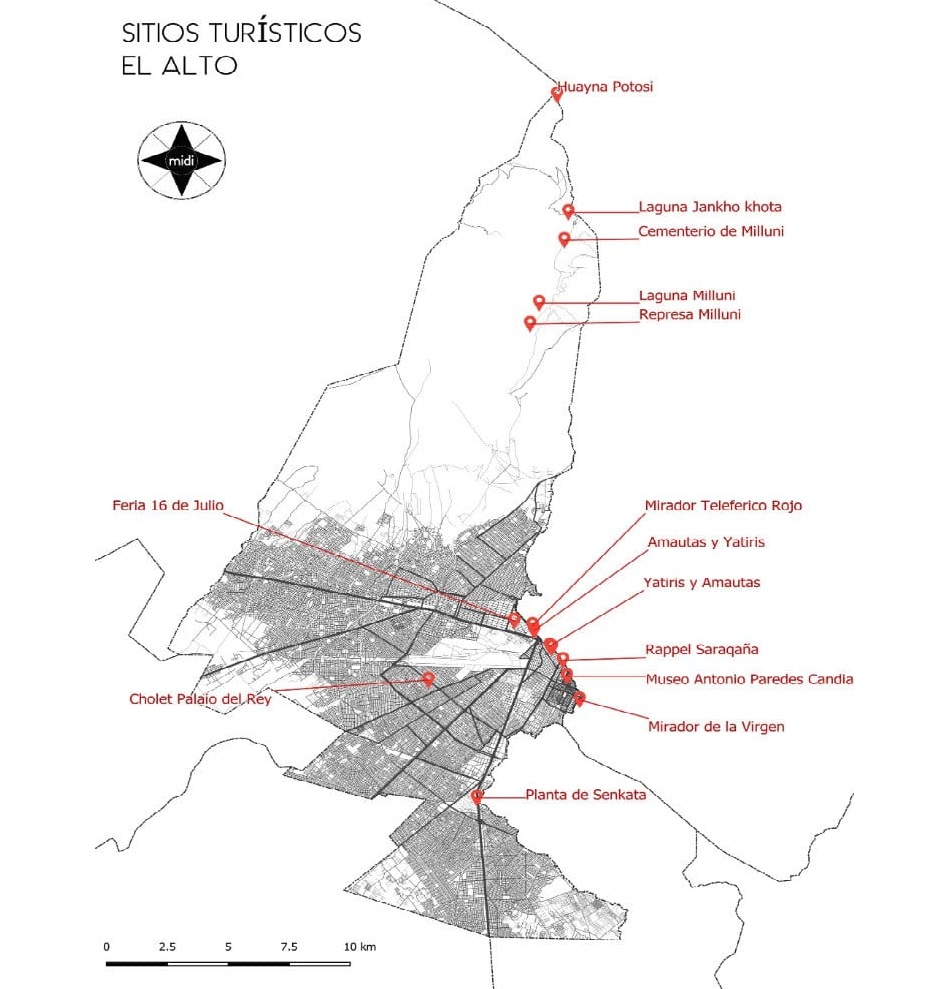 SITIOS TURÍSTICOS
EL ALTO
midi
Huayna Potosi
Laguna Jankho khota
Cementerio de Milluni
Laguna Milluni
Represa Milluni
Feria 16 de Julio
Mirador Teleferico Rojo
Amautas y Yatiris
Yatiris y Amautas
Rappel Saraqaña
Museo Antonio Paredes Candia
Cholet Palaio del Rey
Mirador de la Virgen
Planta de Senkata
0 2.5 5 7.5 10 km